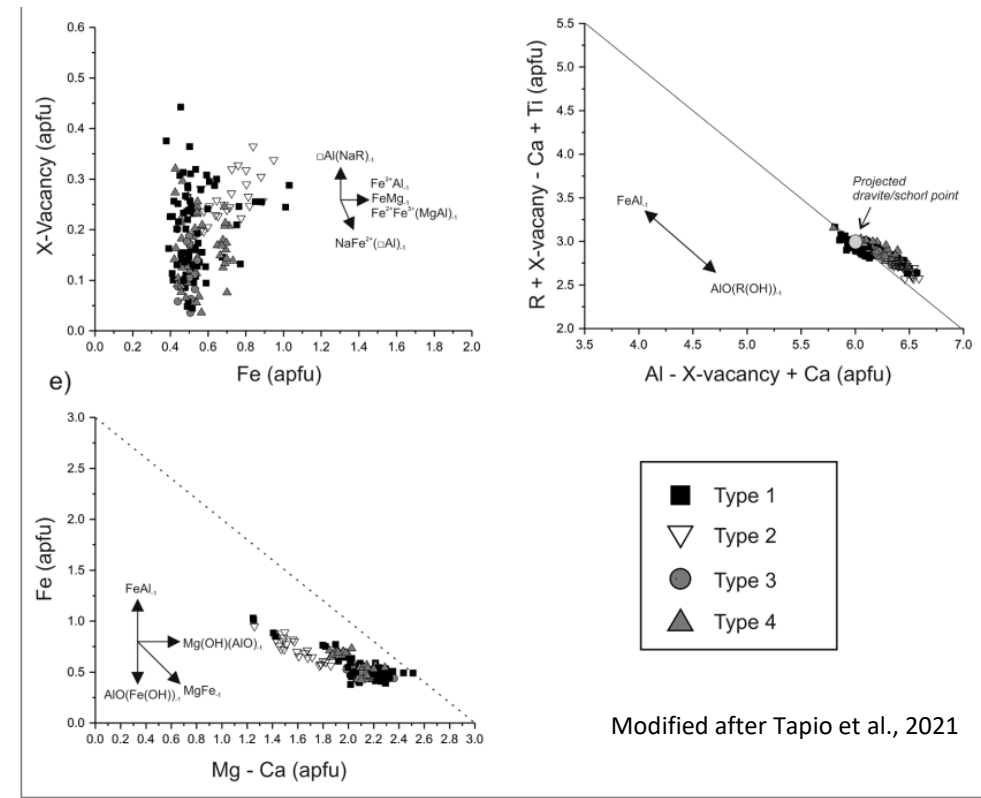 X-Vacancy (apfu)
0.6
0.5
0.4
0.3
0.2
0.1
0.0
0.0 0.2 0.4 0.6 0.8 1.0 1.2 1.4 1.6 1.8 2.0
Fe (apfu)
□Al(NaR)₋₁
Fe³⁺Al₋₁
FeMg₋₁
Fe²⁺Fe³⁺(MgAl)₋₁
NaFe²⁺(□Al)₋₁
R + X-vacany - Ca + Ti (apfu)
5.5
5.0
4.5
4.0
3.5
3.0
2.5
2.0
3.5 4.0 4.5 5.0 5.5 6.0 6.5 7.0
Al - X-vacancy + Ca (apfu)
Projected
dravite/schorl point
FeAl₋₁
AlO(R(OH))₋₁
e)
Fe (apfu)
3.0
2.5
2.0
1.5
1.0
0.5
0.0
0.0 0.2 0.4 0.6 0.8 1.0 1.2 1.4 1.6 1.8 2.0 2.2 2.4 2.6 2.8 3.0
Mg - Ca (apfu)
FeAl₋₁
Mg(OH)(AlO)₋₁
AlO(Fe(OH))₋₁
MgFe₋₁
Type 1
Type 2
Type 3
Type 4
Modified after Tapio et al., 2021